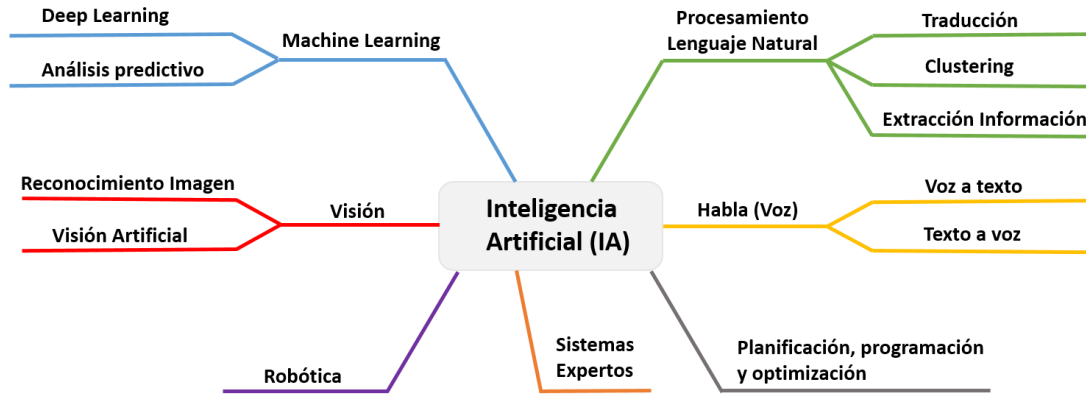 Deep Learning
Machine Learning
Análisis predictivo
Procesamiento
Lenguaje Natural
Traducción
Clustering
Extracción Información
Reconocimiento Imagen
Visión
Visión Artificial
Inteligencia
Artificial (IA)
Habla (Voz)
Voz a texto
Texto a voz
Robótica
Sistemas
Expertos
Planificación, programación
y optimización